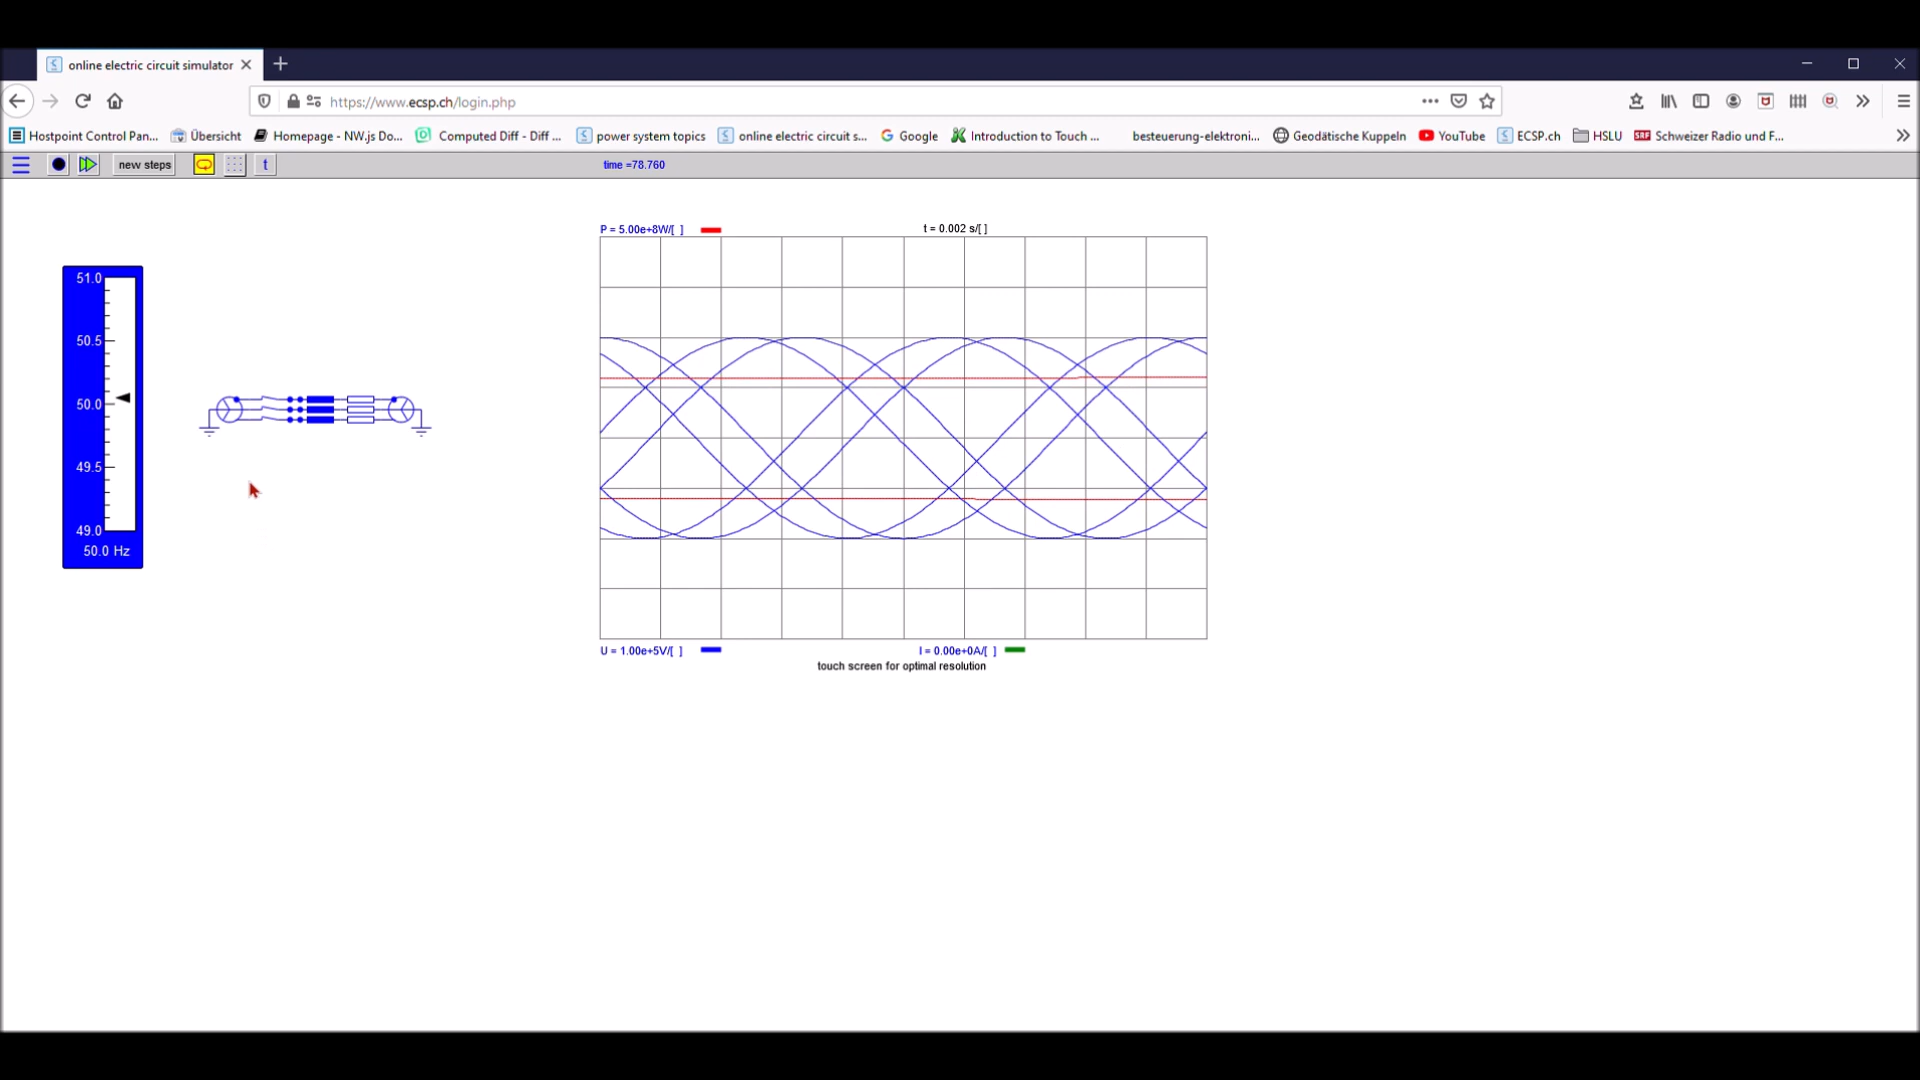 online electric circuit simulator
https://www.ecsp.ch/login.php
Hostpoint Control Pan... Übersicht Homepage - NW.js Do... Computed Diff - Diff ... power system topics online electric circuit s... Google Introduction to Touch ... besteuerung-elektroni... Geodätische Kuppeln YouTube ECSP.ch HSLU SRF Schweizer Radio und F...
new steps t time =78.760
P = 5.00e+8W/[ ] t = 0.002 s/[ ]
51.0
50.5
50.0
49.5
49.0
50.0 Hz
U = 1.00e+5V/[ ] I = 0.00e+0A/[ ]
touch screen for optimal resolution